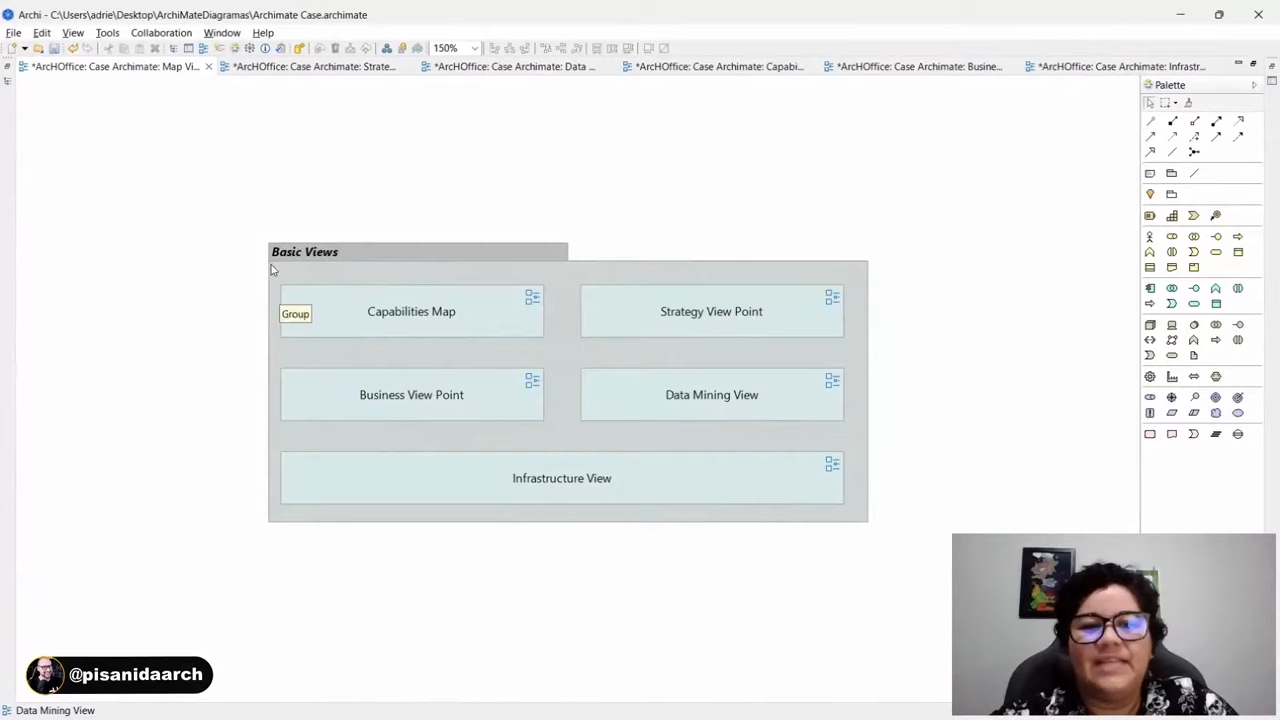 Archi - C:\Users\adrie\Desktop\ArchiMateDiagramas\Archimate Case.archimate
File Edit View Tools Collaboration Window Help
150%
*ArcHOffice: Case Archimate: Map Vi...
*ArcHOffice: Case Archimate: Strate...
*ArcHOffice: Case Archimate: Data ...
*ArcHOffice: Case Archimate: Capabi...
*ArcHOffice: Case Archimate: Busine...
*ArcHOffice: Case Archimate: Infrastr...
Palette
Basic Views
Capabilities Map
Strategy View Point
Group
Business View Point
Data Mining View
Infrastructure View
@pisanidaarch
Data Mining View